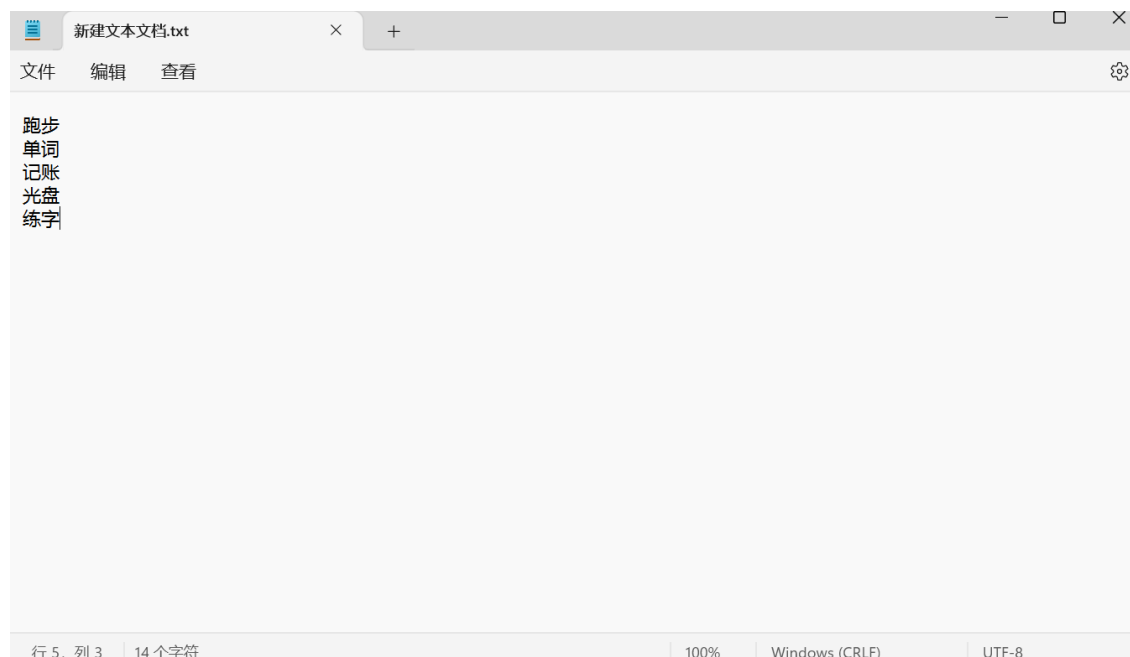 新建文本文档.txt
文件 编辑 查看
跑步
单词
记账
光盘
练字
行 5，列 3 14 个字符 100% Windows (CRLF) UTF-8